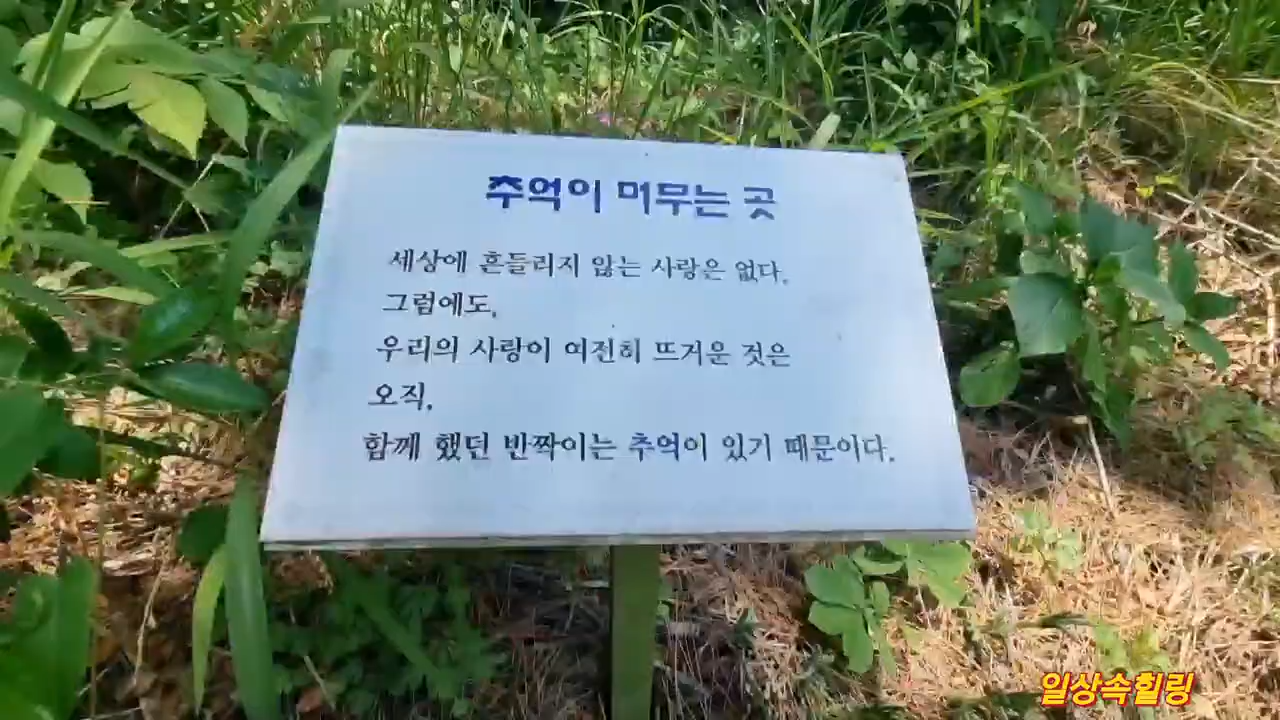 추억이 머무는 곳
세상에 흔들리지 않는 사랑은 없다.
그럼에도,
우리의 사랑이 여전히 뜨거운 것은
오직,
함께 했던 반짝이는 추억이 있기 때문이다.
일상속힐링